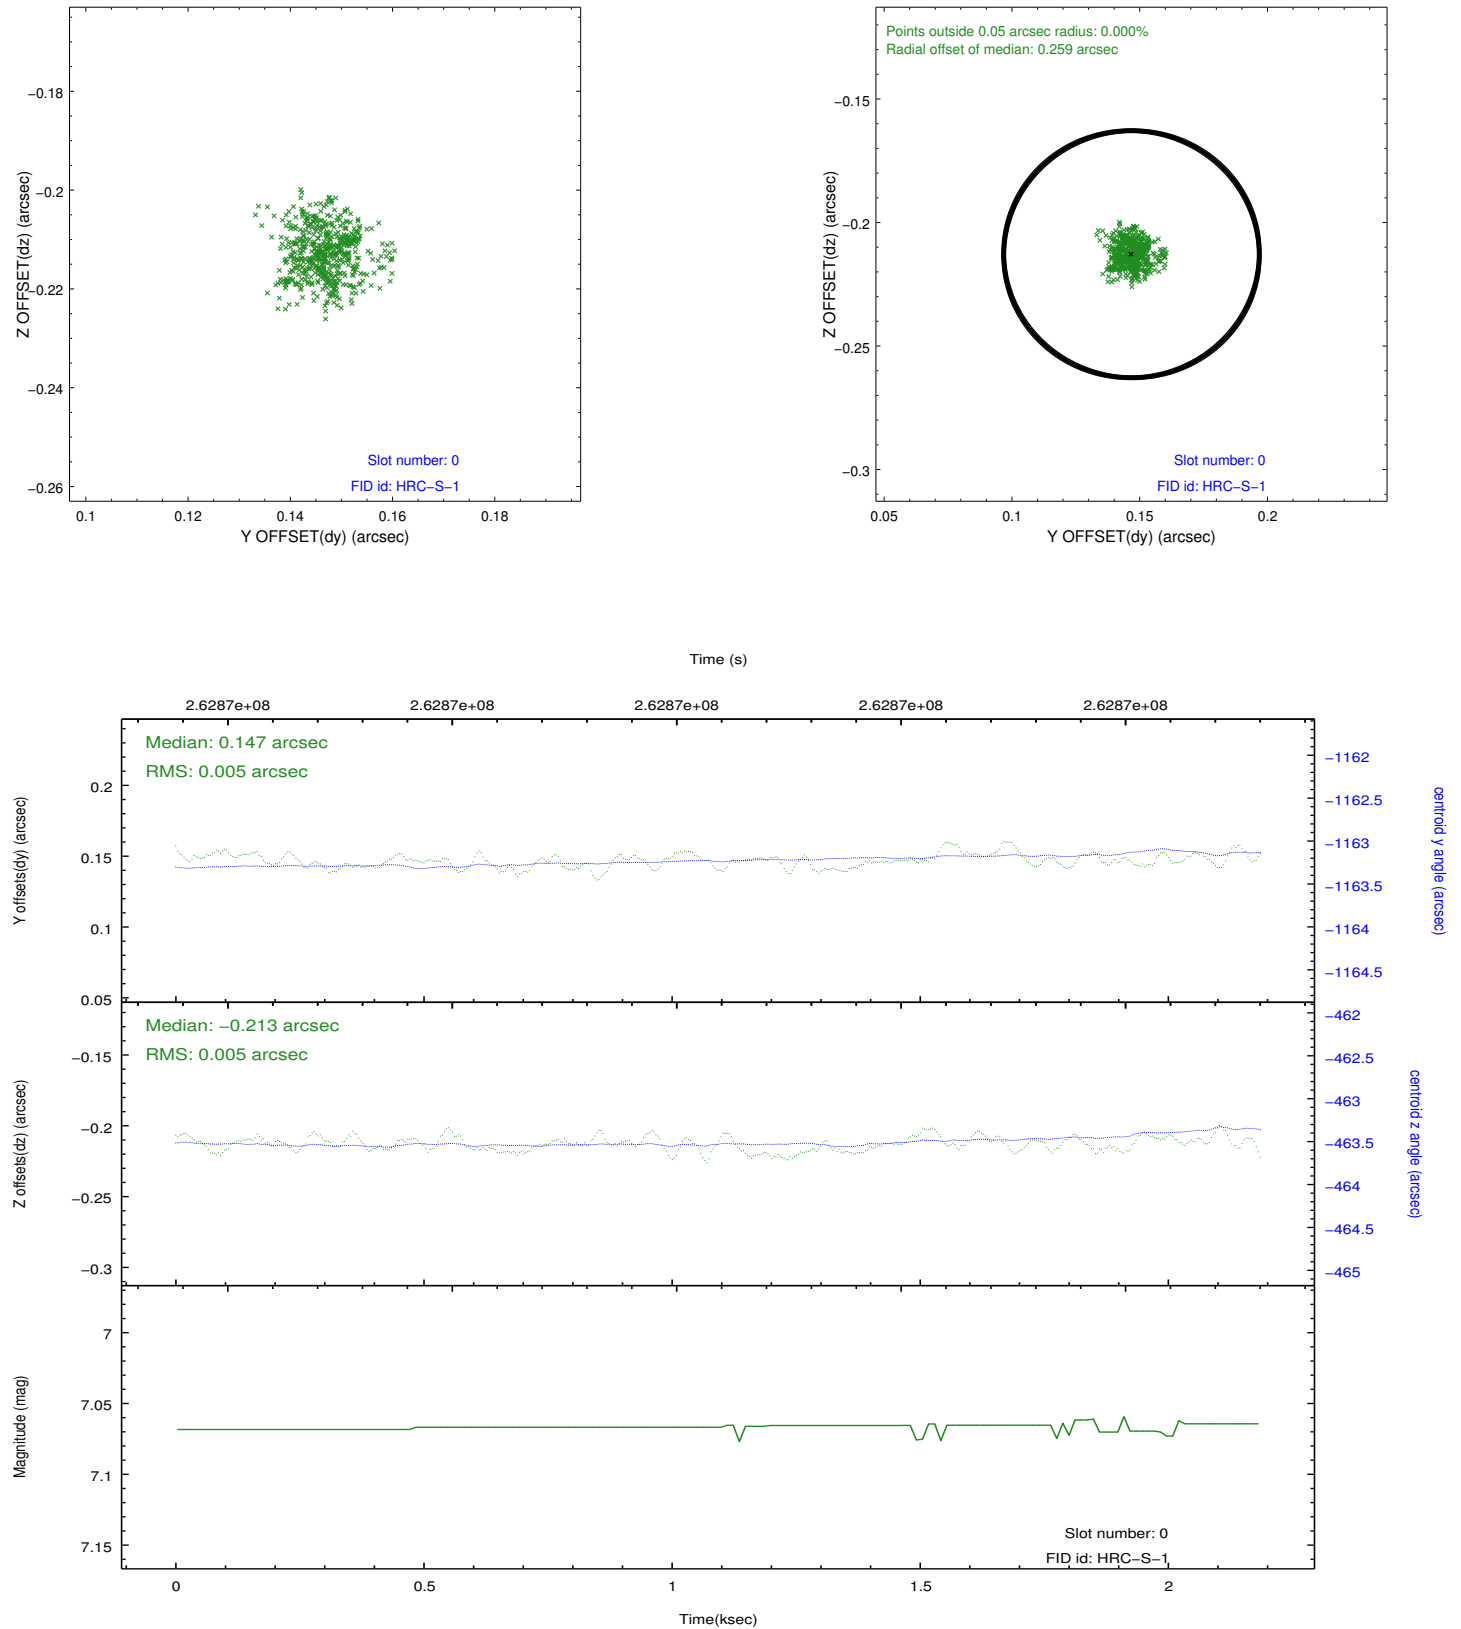 −0.18
−0.2
−0.22
−0.24
−0.26
Z OFFSET(dz) (arcsec)
Slot number: 0
FID id: HRC−S−1
0.1 0.12 0.14 0.16 0.18
Y OFFSET(dy) (arcsec)
Points outside 0.05 arcsec radius: 0.000%
Radial offset of median: 0.259 arcsec
−0.15
−0.2
−0.25
−0.3
Z OFFSET(dz) (arcsec)
Slot number: 0
FID id: HRC−S−1
0.05 0.1 0.15 0.2
Y OFFSET(dy) (arcsec)
Time (s)
2.6287e+08 2.6287e+08 2.6287e+08 2.6287e+08 2.6287e+08
Median: 0.147 arcsec
RMS: 0.005 arcsec
0.2
0.15
0.1
0.05
Y offsets(dy) (arcsec)
−1162
−1162.5
−1163
−1163.5
−1164
−1164.5
centroid y angle (arcsec)
Median: −0.213 arcsec
RMS: 0.005 arcsec
−0.15
−0.2
−0.25
−0.3
Z offsets(dz) (arcsec)
−462
−462.5
−463
−463.5
−464
−464.5
−465
centroid z angle (arcsec)
7
7.05
7.1
7.15
Magnitude (mag)
Slot number: 0
FID id: HRC−S−1
0 0.5 1 1.5 2
Time(ksec)